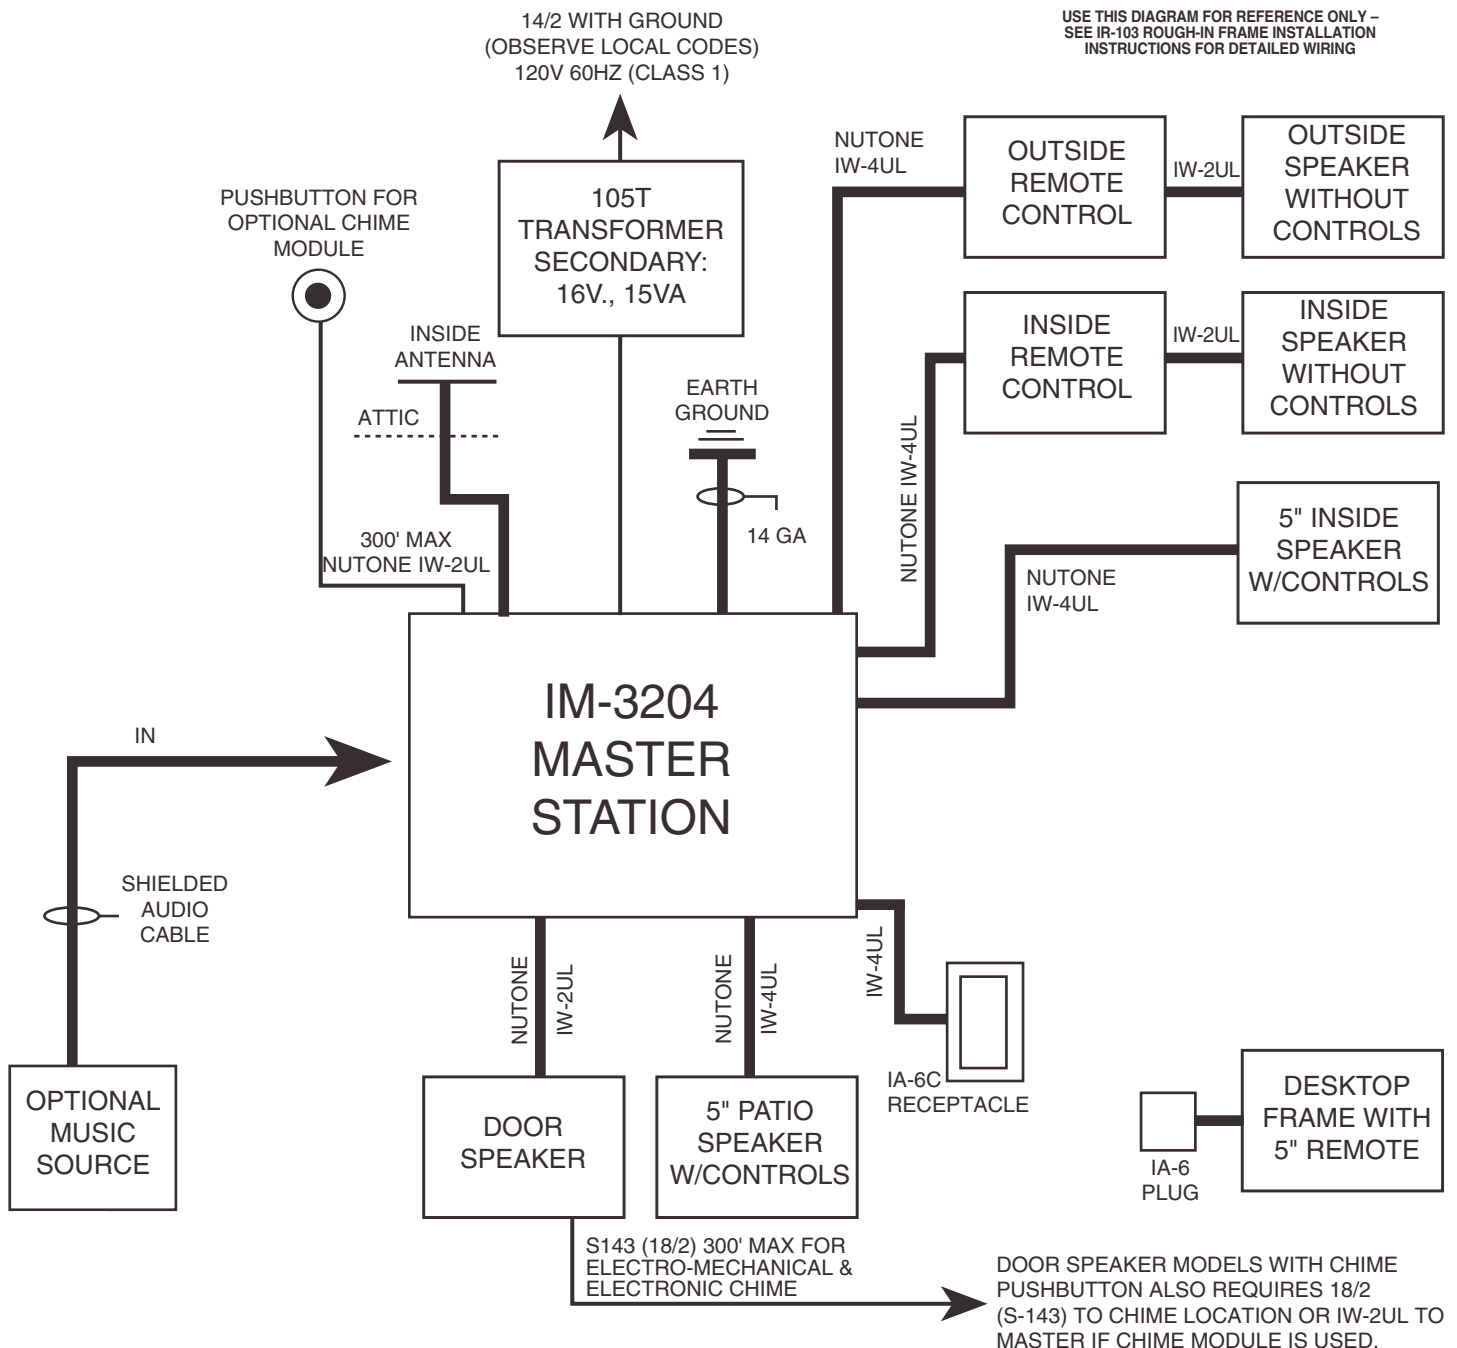 14/2 WITH GROUND
(OBSERVE LOCAL CODES)
120V 60HZ (CLASS 1)
USE THIS DIAGRAM FOR REFERENCE ONLY –
SEE IR-103 ROUGH-IN FRAME INSTALLATION
INSTRUCTIONS FOR DETAILED WIRING
PUSHBUTTON FOR
OPTIONAL CHIME
MODULE
105T
TRANSFORMER
SECONDARY:
16V., 15VA
NUTONE
IW-4UL
OUTSIDE
REMOTE
CONTROL
IW-2UL
OUTSIDE
SPEAKER
WITHOUT
CONTROLS
INSIDE
ANTENNA
ATTIC
EARTH
GROUND
14 GA
NUTONE IW-4UL
INSIDE
REMOTE
CONTROL
IW-2UL
INSIDE
SPEAKER
WITHOUT
CONTROLS
300' MAX
NUTONE IW-2UL
NUTONE
IW-4UL
5" INSIDE
SPEAKER
W/CONTROLS
IM-3204
MASTER
STATION
IN
SHIELDED
AUDIO
CABLE
OPTIONAL
MUSIC
SOURCE
NUTONE
IW-2UL
NUTONE
IW-4UL
IW-4UL
DOOR
SPEAKER
5" PATIO
SPEAKER
W/CONTROLS
IA-6C
RECEPTACLE
IA-6
PLUG
DESKTOP
FRAME WITH
5" REMOTE
S143 (18/2) 300' MAX FOR
ELECTRO-MECHANICAL &
ELECTRONIC CHIME
DOOR SPEAKER MODELS WITH CHIME
PUSHBUTTON ALSO REQUIRES 18/2
(S-143) TO CHIME LOCATION OR IW-2UL TO
MASTER IF CHIME MODULE IS USED.